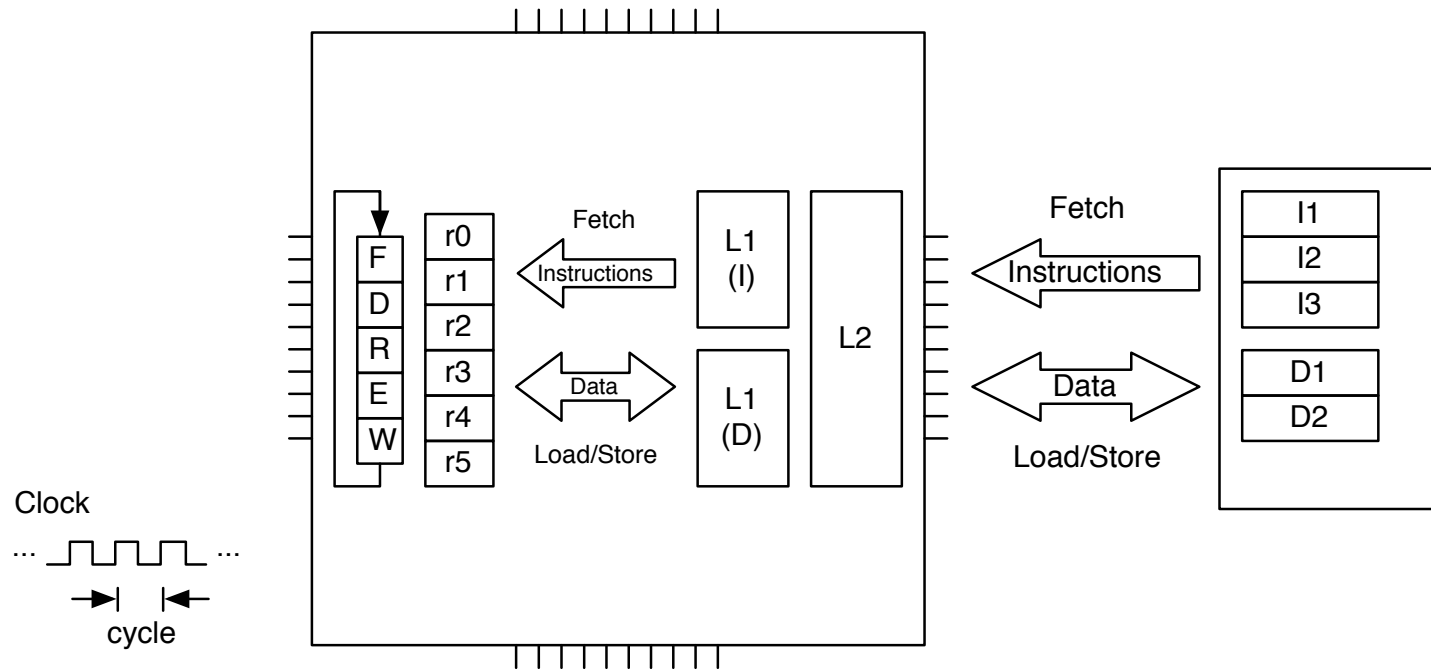 F
D
R
E
W
r0
r1
r2
r3
r4
r5
Fetch
Instructions
Data
Load/Store
L1
(I)
L1
(D)
L2
Fetch
Instructions
Data
Load/Store
I1
I2
I3
D1
D2
Clock
... ...
cycle